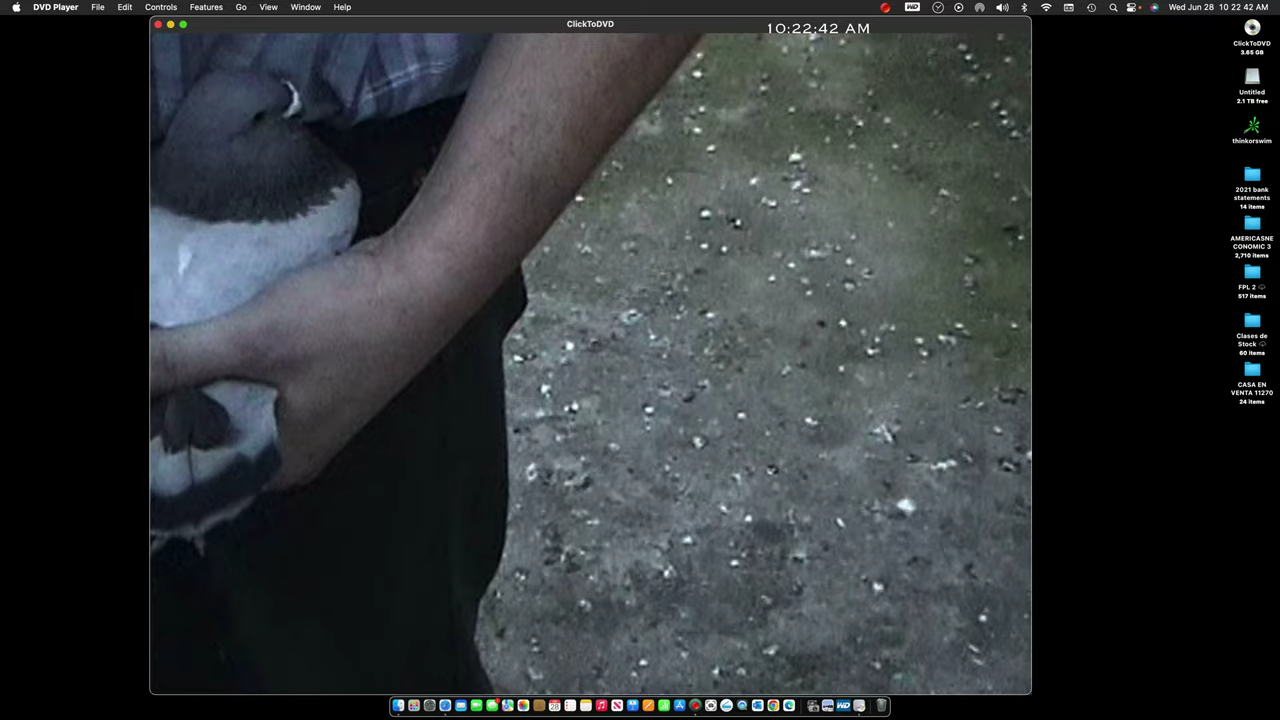 DVD Player File Edit Controls Features Go View Window Help
Wed Jun 28 10 22 42 AM
ClickToDVD
10:22:42 AM
ClickToDVD
3.65 GB
Untitled
2.1 TB free
thinkorswim
2021 bank
statements
14 items
AMERICASNE
CONOMIC 3
2,710 items
FPL 2
517 items
Clases de
Stock
60 items
CASA EN
VENTA 11270
24 items